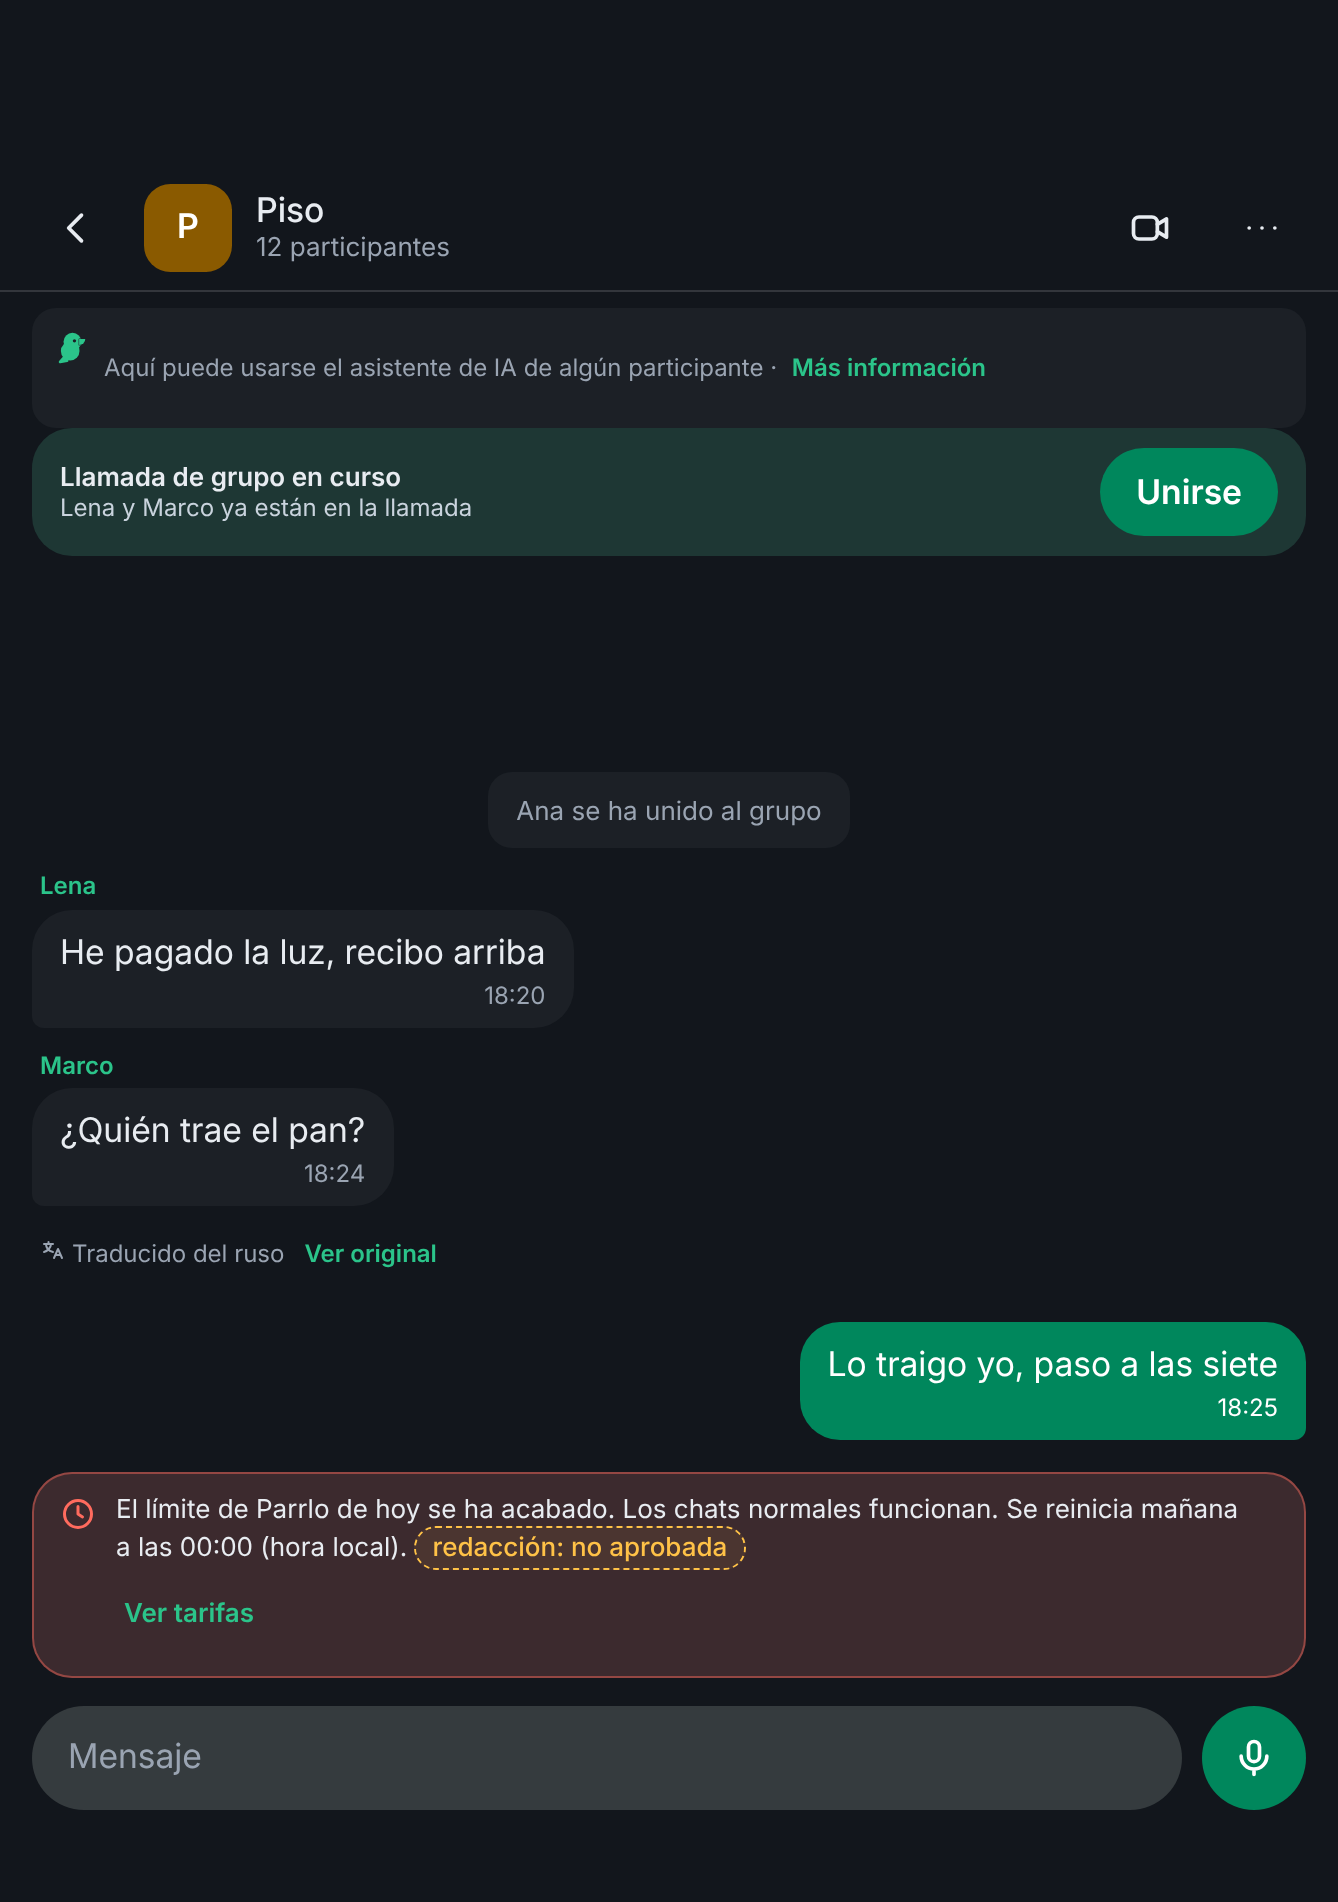 P
Piso
12 participantes
Aquí puede usarse el asistente de IA de algún participante · Más información
Llamada de grupo en curso
Lena y Marco ya están en la llamada
Unirse
Ana se ha unido al grupo
Lena
He pagado la luz, recibo arriba
18:20
Marco
¿Quién trae el pan?
18:24
Traducido del ruso Ver original
Lo traigo yo, paso a las siete
18:25
El límite de Parrlo de hoy se ha acabado. Los chats normales funcionan. Se reinicia mañana
a las 00:00 (hora local). redacción: no aprobada
Ver tarifas
Mensaje